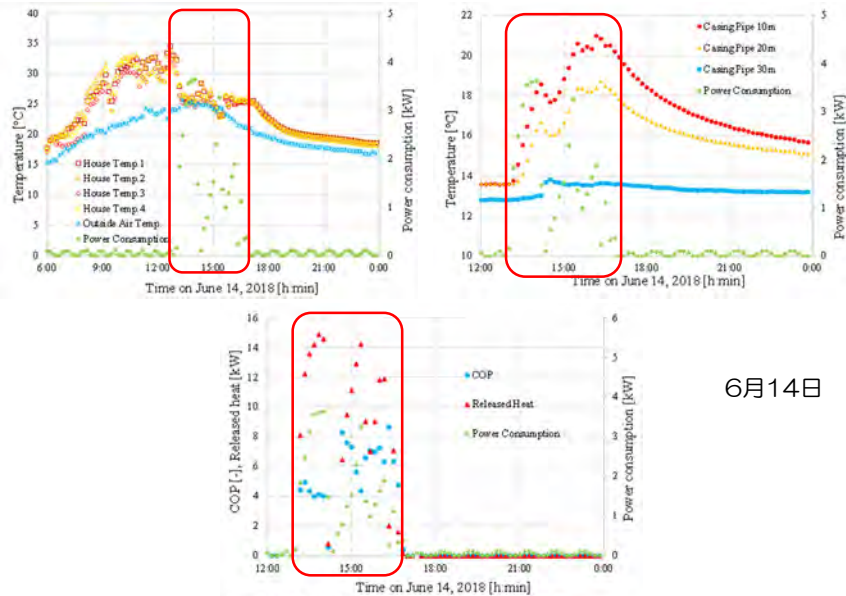 40
35
30
25
20
15
10
5
0
Temperature [°C]
House Temp.1
House Temp.2
House Temp.3
House Temp.4
Outside Air Temp.
Power Consumption
5
4
3
2
1
0
Power consumption [kW]
6:00 9:00 12:00 15:00 18:00 21:00 0:00
Time on June 14, 2018 [h:min]
22
20
18
16
14
12
10
Temperature [°C]
Casing Pipe 10m
Casing Pipe 20m
Casing Pipe 30m
Power Consumption
5
4
3
2
1
0
Power consumption [kW]
12:00 15:00 18:00 21:00 0:00
Time on June 14, 2018 [h:min]
16
14
12
10
8
6
4
2
0
COP [-], Released heat [kW]
COP
Released Heat
Power Consumption
6
5
4
3
2
1
0
Power consumption [kW]
12:00 15:00 18:00 21:00 0:00
Time on June 14, 2018 [h:min]
6月14日